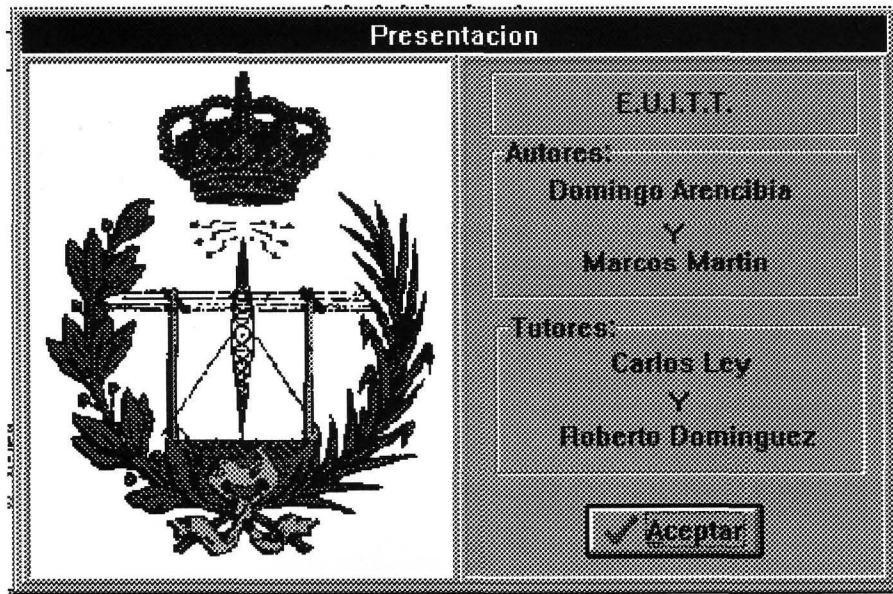 Presentacion
E.U.I.T.T.
Autores:
Domingo Arencibia
Y
Marcos Martin
Tutores:
Carlos Ley
Y
Roberto Dominguez
Aceptar